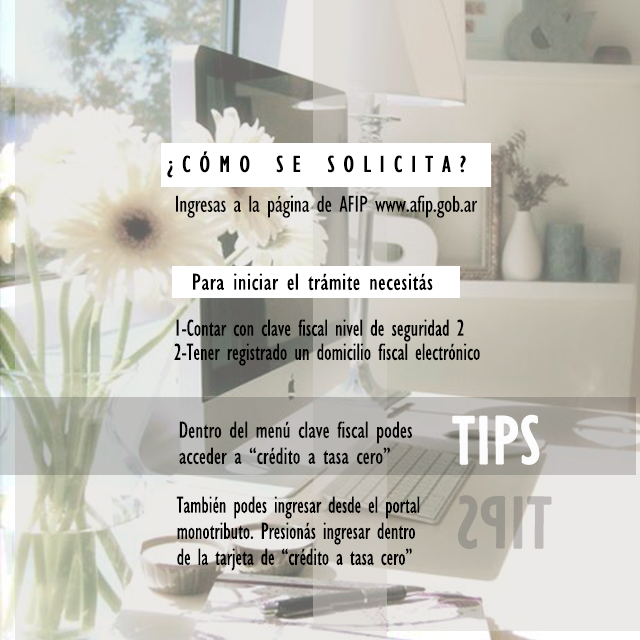 ¿CÓMO SE SOLICITA?
Ingresas a la página de AFIP www.afip.gob.ar
Para iniciar el trámite necesitás
1-Contar con clave fiscal nivel de seguridad 2
2-Tener registrado un domicilio fiscal electrónico
Dentro del menú clave fiscal podes
acceder a “crédito a tasa cero”
TIPS
También podes ingresar desde el portal
monotributo. Presionás ingresar dentro
de la tarjeta de “crédito a tasa cero”
TIPS